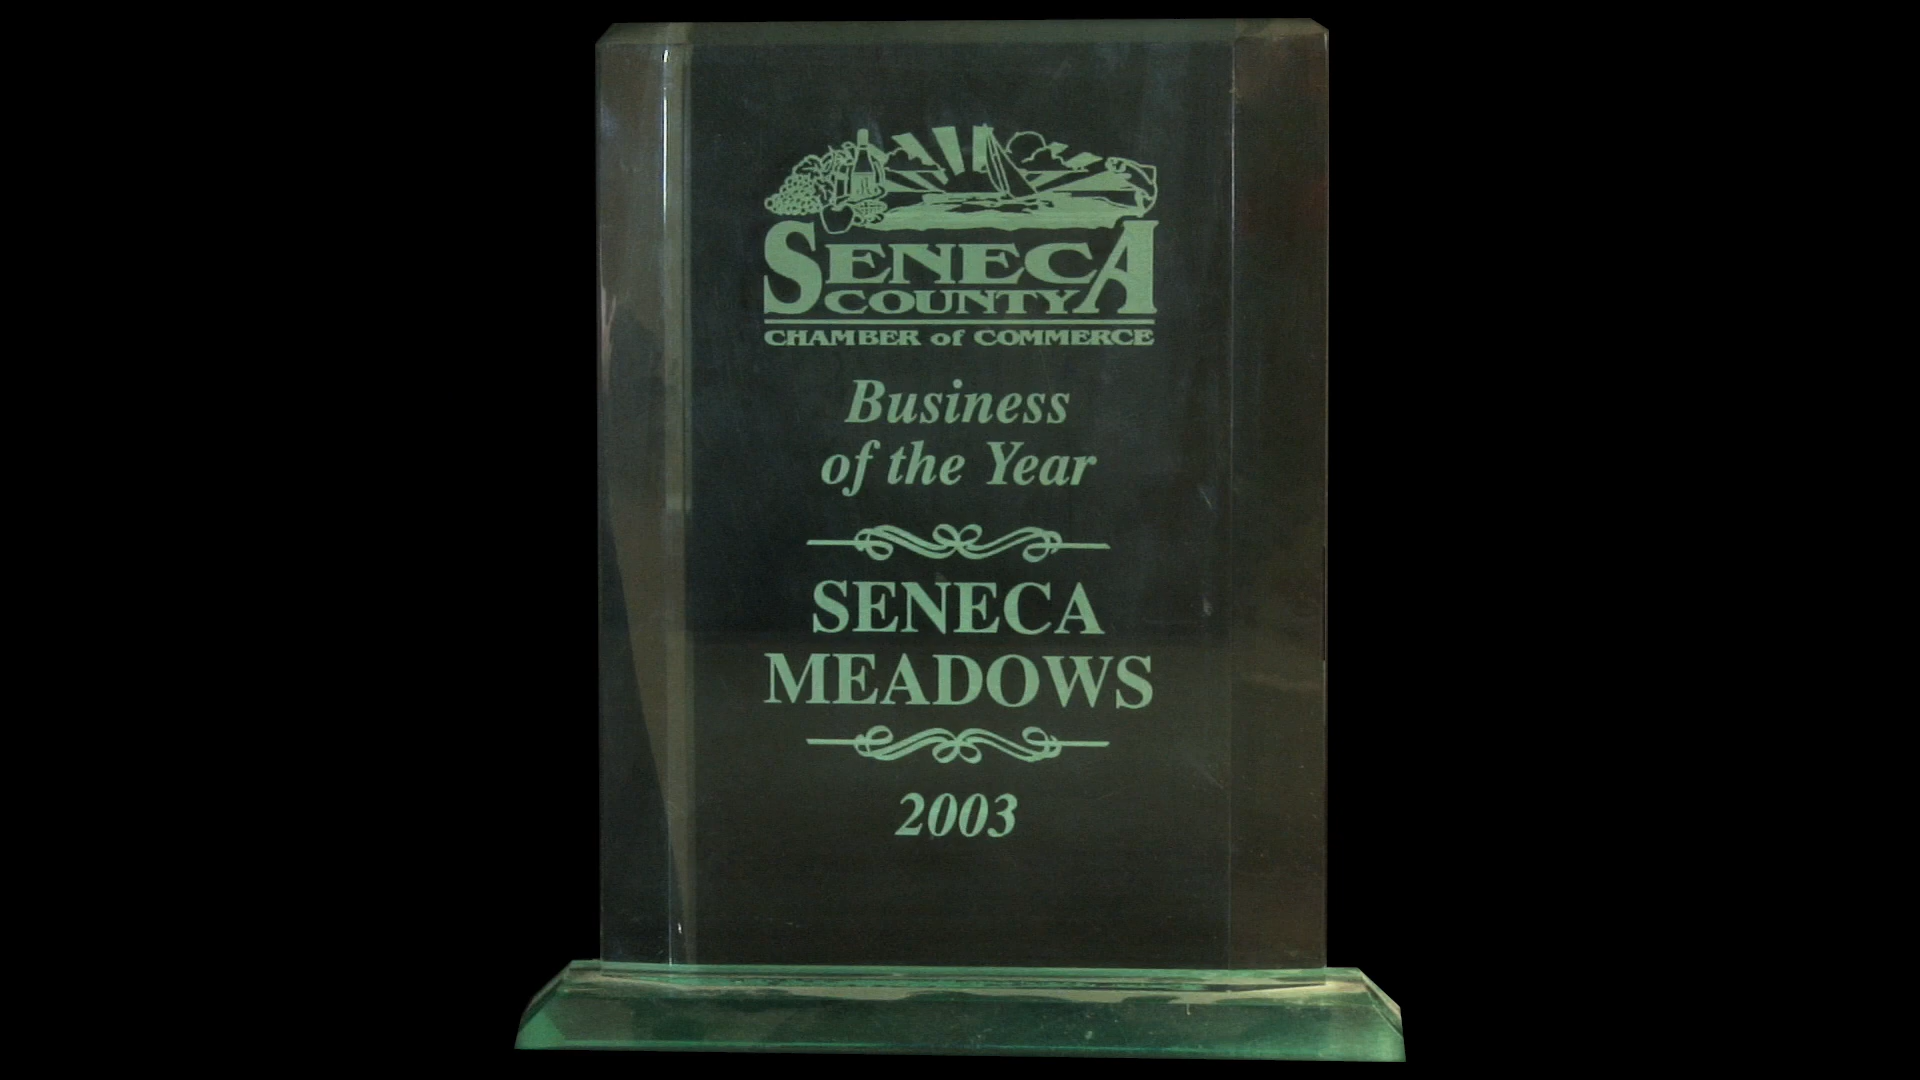 SENECA
COUNTY
CHAMBER of COMMERCE
Business
of the Year
SENECA
MEADOWS
2003